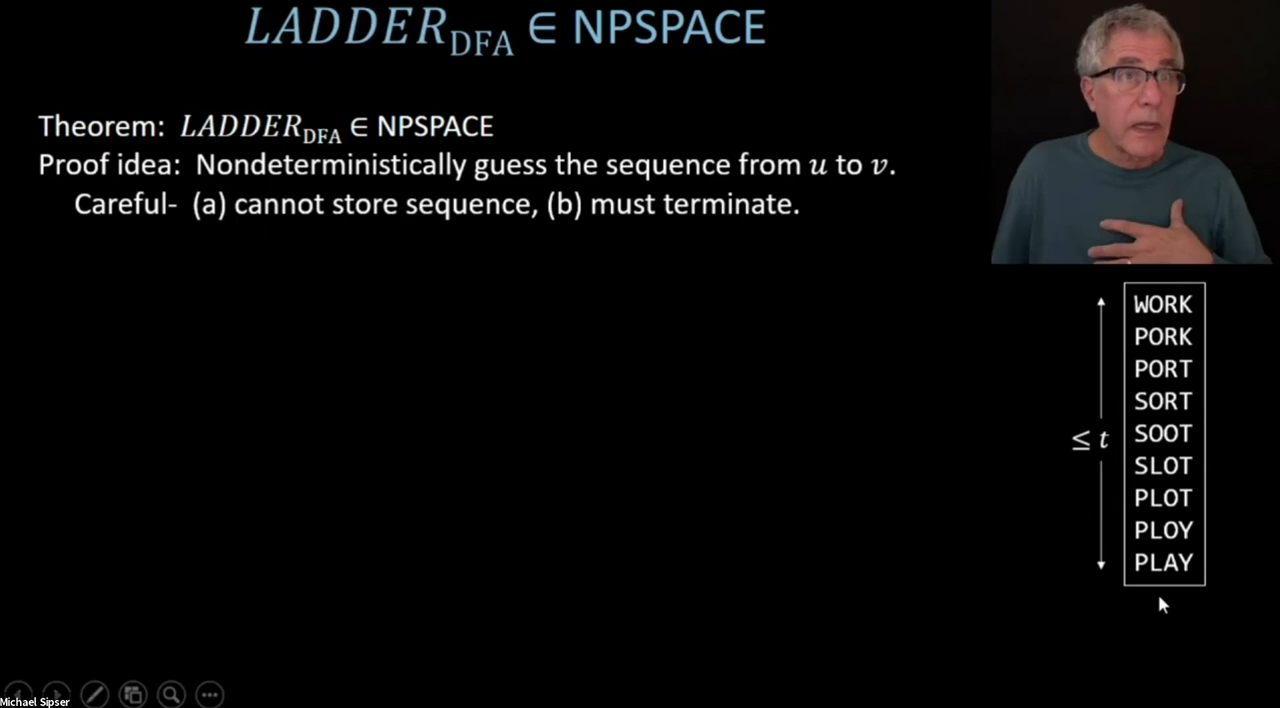 LADDER_DFA ∈ NPSPACE
Theorem: LADDER_DFA ∈ NPSPACE
Proof idea: Nondeterministically guess the sequence from u to v.
Careful- (a) cannot store sequence, (b) must terminate.
≤ t
WORK
PORK
PORT
SORT
SOOT
SLOT
PLOT
PLOY
PLAY
Michael Sipser